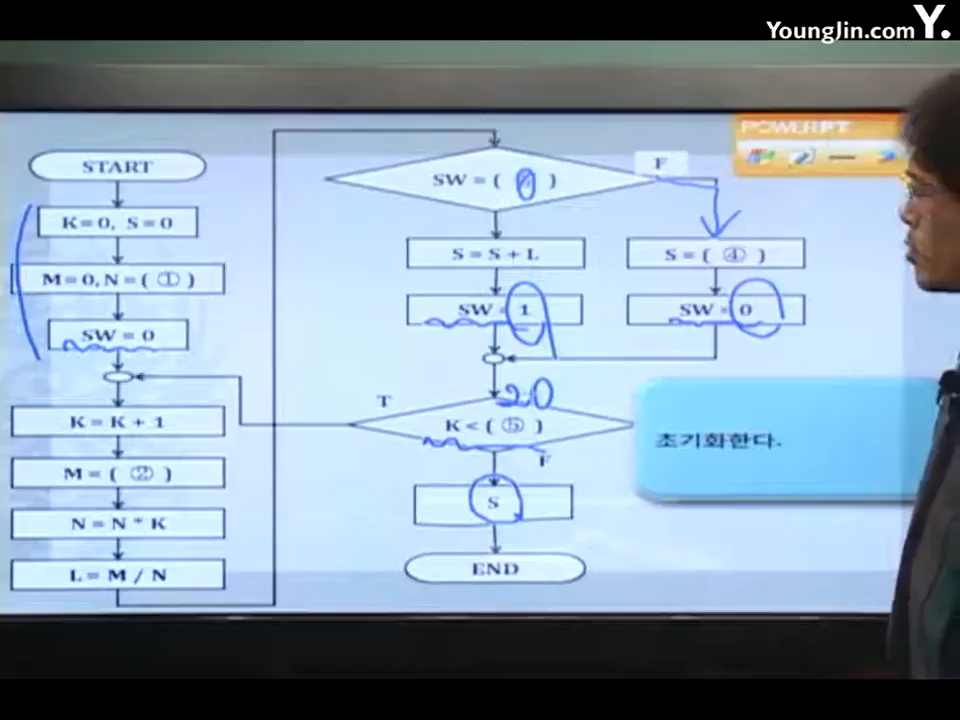 YoungJin.com Y.
POWERPT
START
K=0, S=0
M=0, N=( ① )
SW = 0
K = K + 1
M = ( ② )
N = N * K
L = M / N
SW = ( 0 )
F
S = S + L
S = ( ④ )
SW = 1
SW = 0
20
T
K < ( ⑤ )
F
S
END
초기화한다.